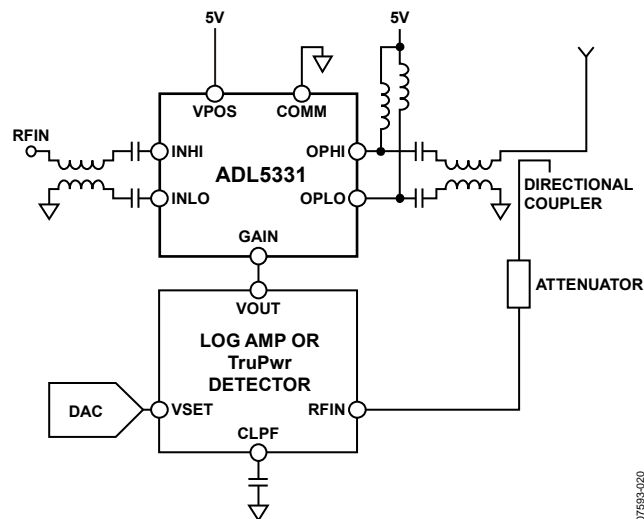 5V
5V
VPOS
COMM
RFIN
INHI
OPHI
ADL5331
INLO
OPLO
DIRECTIONAL
COUPLER
GAIN
ATTENUATOR
VOUT
LOG AMP OR
TruPwr
DETECTOR
DAC
VSET
RFIN
CLPF
07593-020